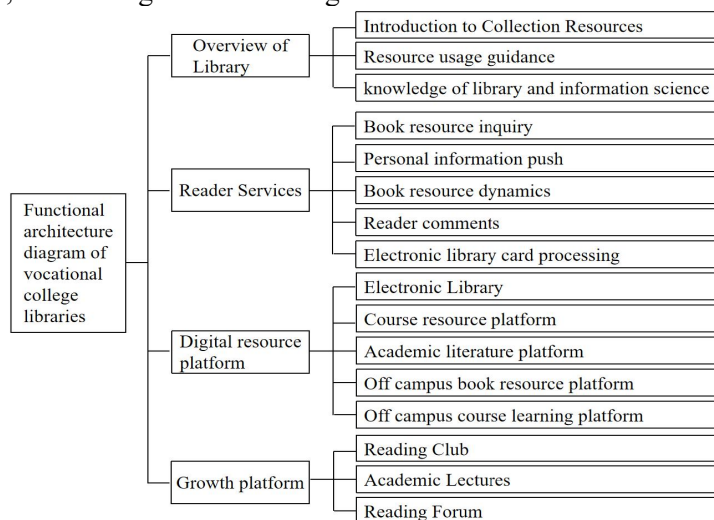 Functional
architecture
diagram of
vocational
college
libraries
Overview of
Library
Introduction to Collection Resources
Resource usage guidance
knowledge of library and information science
Reader Services
Book resource inquiry
Personal information push
Book resource dynamics
Reader comments
Electronic library card processing
Digital resource
platform
Electronic Library
Course resource platform
Academic literature platform
Off campus book resource platform
Off campus course learning platform
Growth platform
Reading Club
Academic Lectures
Reading Forum